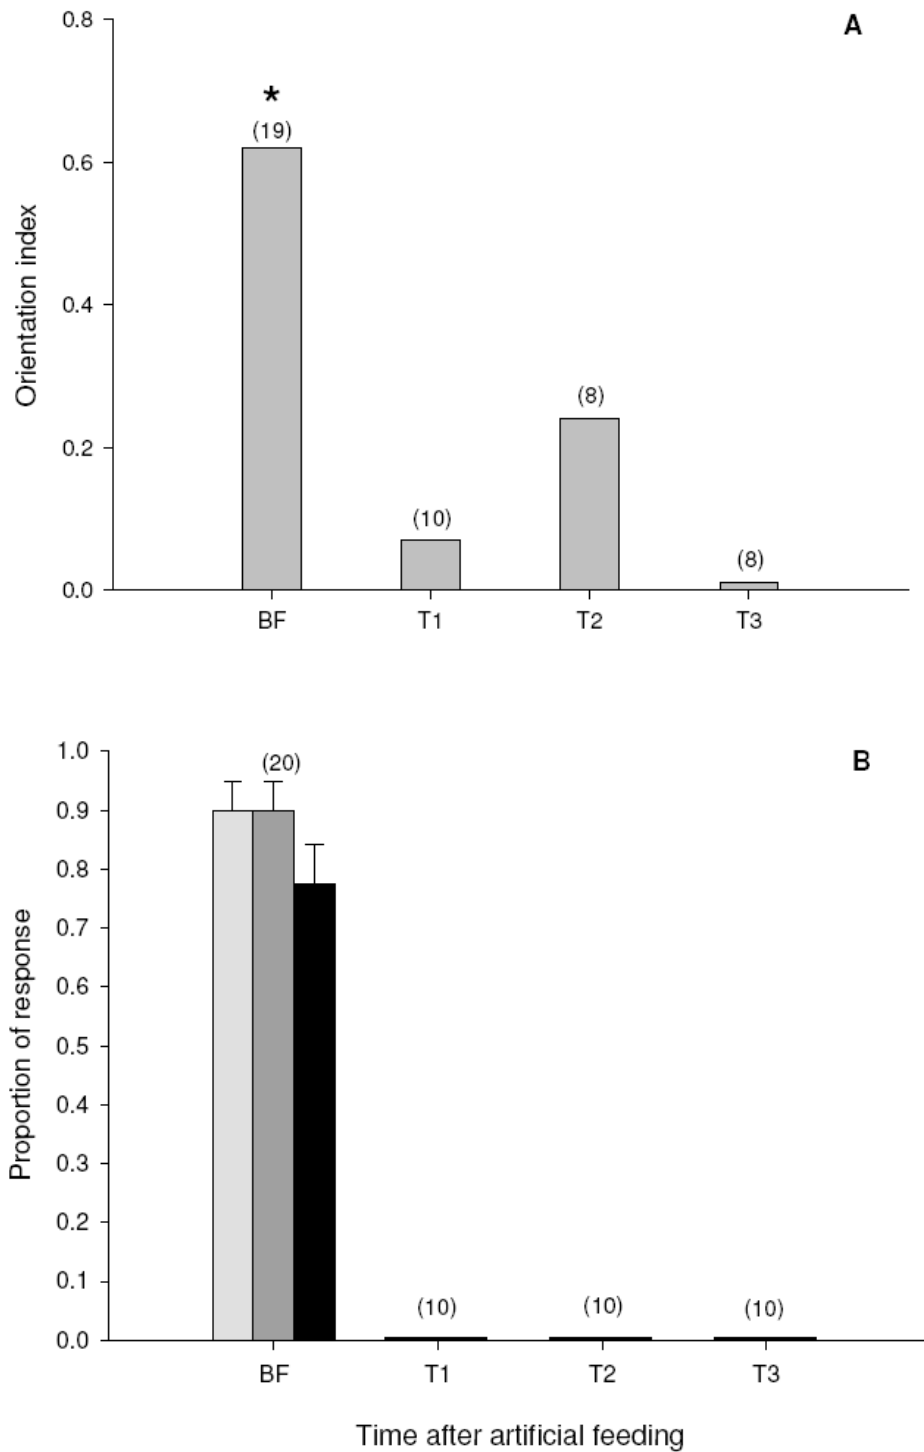 A
0.8
*
(19)
0.6
Orientation index
0.4
(8)
0.2
(10)
(8)
0.0
BF T1 T2 T3
B
1.0
(20)
0.9
0.8
0.7
Proportion of response
0.6
0.5
0.4
0.3
0.2
0.1
(10) (10) (10)
0.0
BF T1 T2 T3
Time after artificial feeding